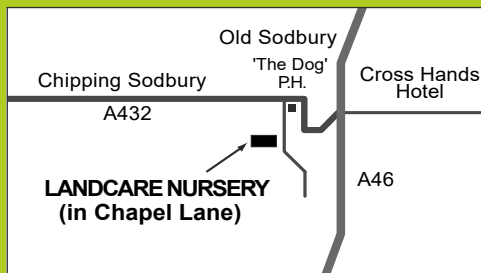 Old Sodbury
'The Dog'
P.H.
Chipping Sodbury
Cross Hands
Hotel
A432
LANDCARE NURSERY
(in Chapel Lane)
A46